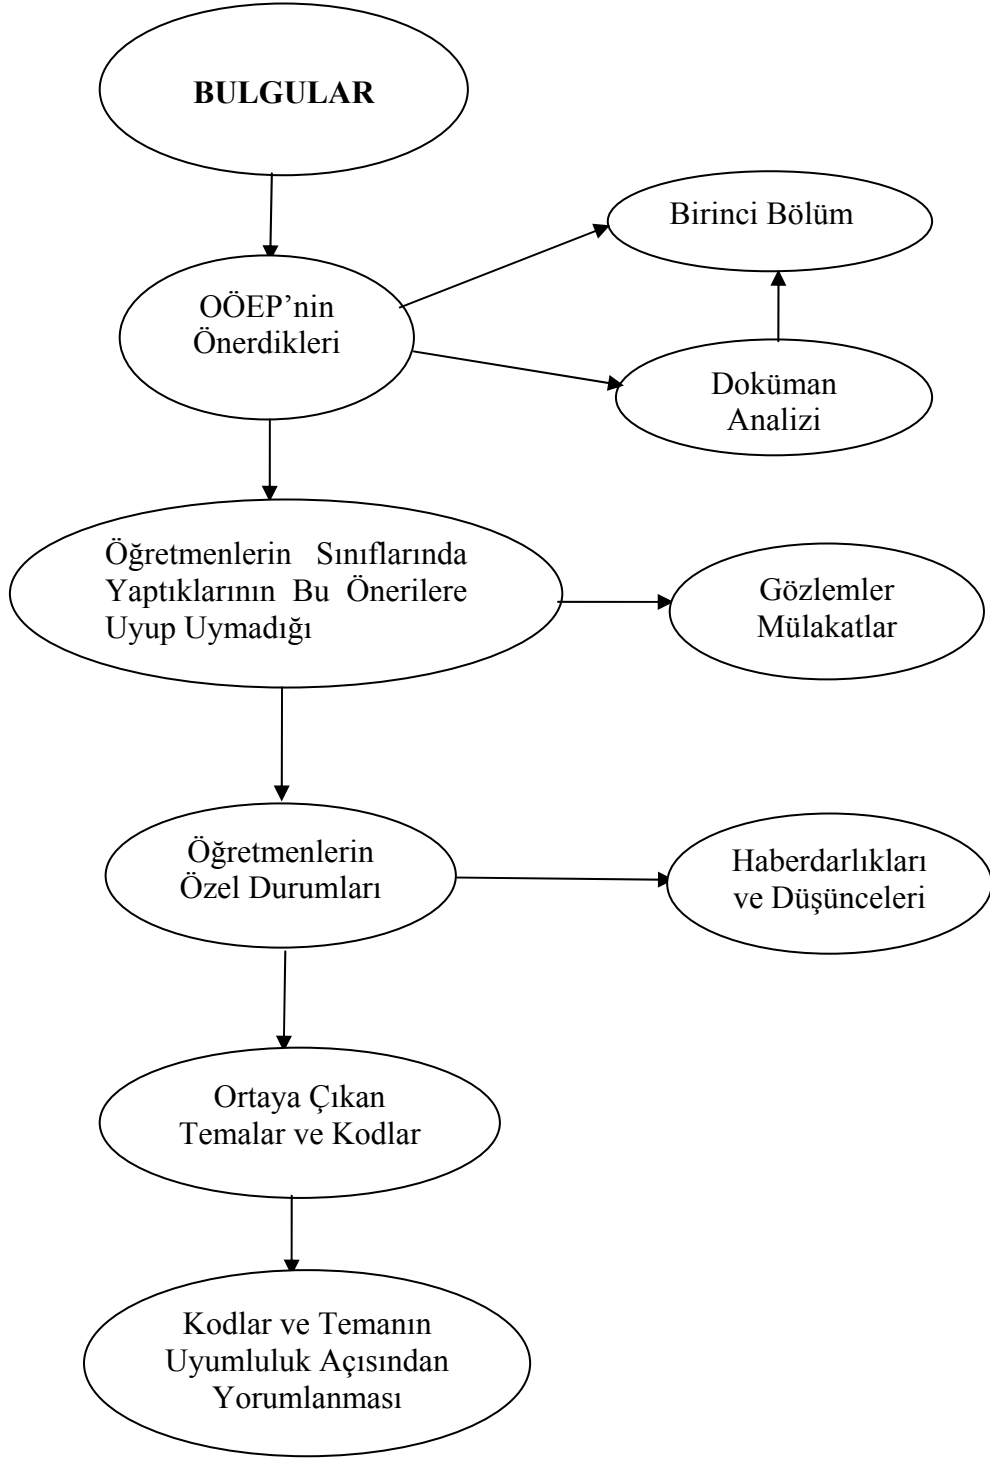 BULGULAR
Birinci Bölüm
OÖEP’nin
Önerdikleri
Doküman
Analizi
Öğretmenlerin Sınıflarında
Yaptıklarının Bu Önerilere
Uyup Uymadığı
Gözlemler
Mülakatlar
Öğretmenlerin
Özel Durumları
Haberdarlıkları
ve Düşünceleri
Ortaya Çıkan
Temalar ve Kodlar
Kodlar ve Temanın
Uyumluluk Açısından
Yorumlanması